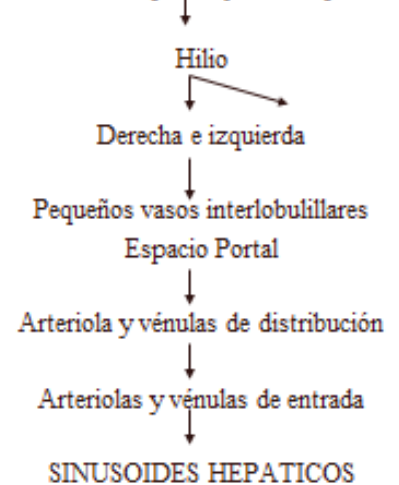 Hilio
Derecha e izquierda
Pequeños vasos interlobulillares
Espacio Portal
Arteriola y vénulas de distribución
Arteriolas y vénulas de entrada
SINUSOIDES HEPATICOS